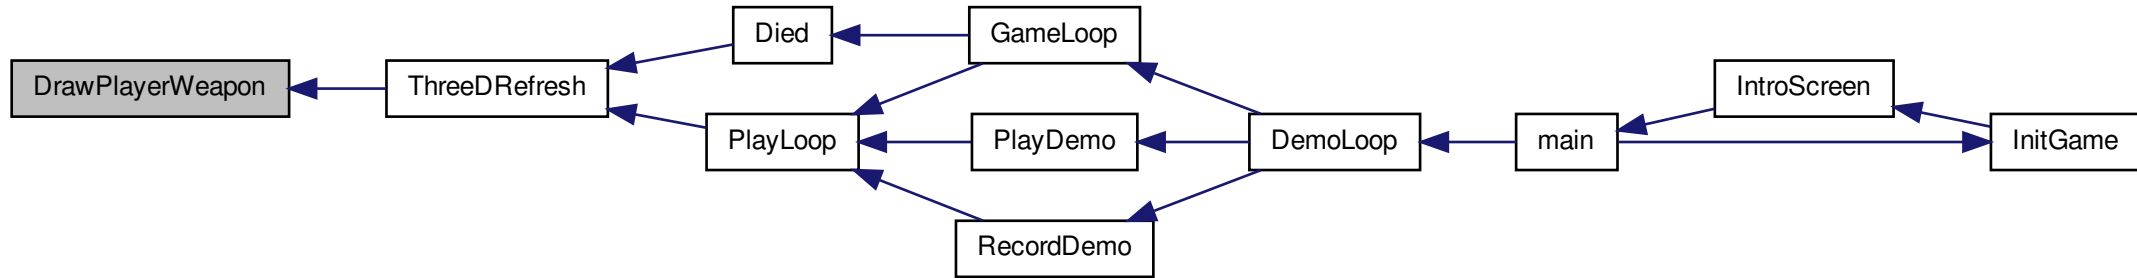 DrawPlayerWeapon
ThreeDRefresh
Died
PlayLoop
GameLoop
PlayDemo
RecordDemo
DemoLoop
main
IntroScreen
InitGame